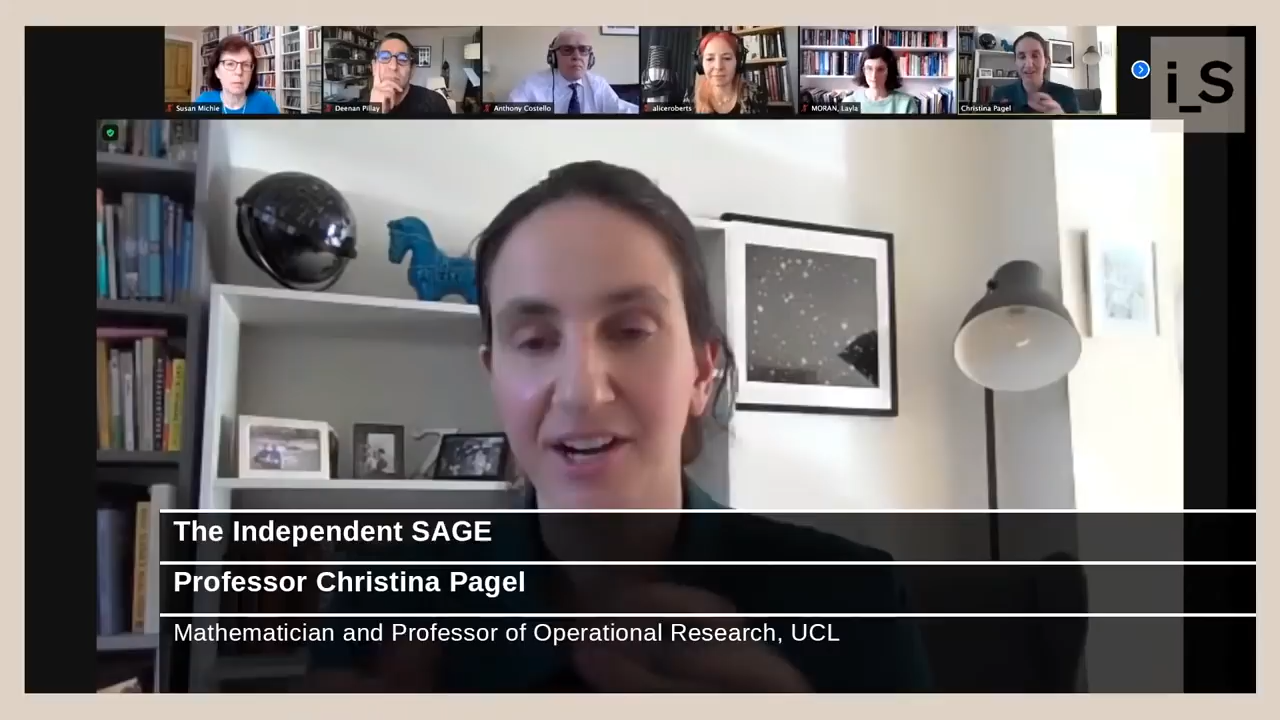 Susan Michie
Deenan Pillay
Anthony Costello
aliceroberts
MORAN, Layla
Christina Pagel
i_S
The Independent SAGE
Professor Christina Pagel
Mathematician and Professor of Operational Research, UCL